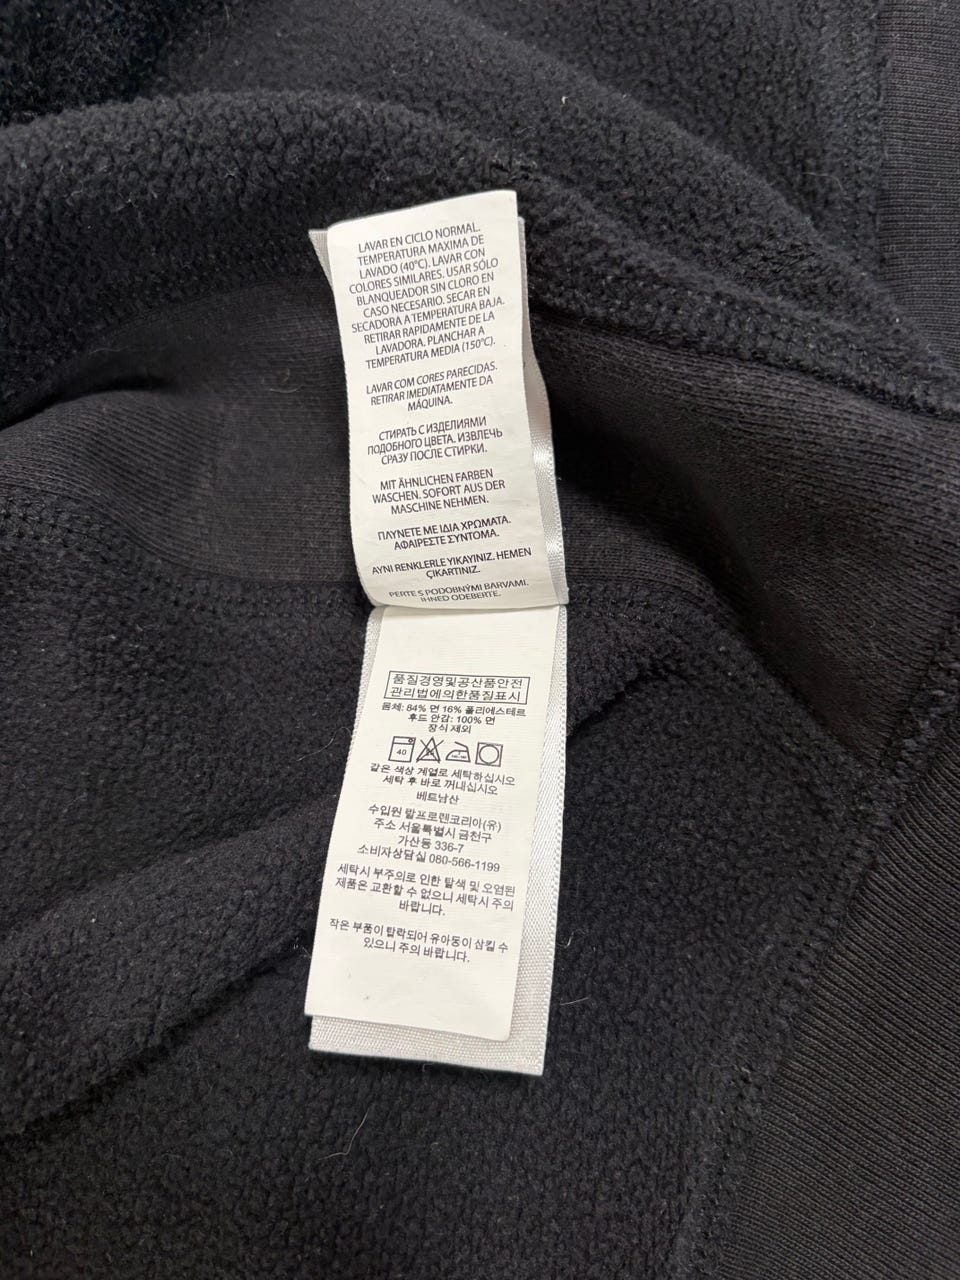 LAVAR EN CICLO NORMAL.
TEMPERATURA MAXIMA DE
LAVADO (40°C). LAVAR CON
COLORES SIMILARES. USAR SÓLO
BLANQUEADOR SIN CLORO EN
CASO NECESARIO. SECAR EN
SECADORA A TEMPERATURA BAJA.
RETIRAR RAPIDAMENTE DE LA
LAVADORA. PLANCHAR A
TEMPERATURA MEDIA (150°C).
LAVAR COM CORES PARECIDAS.
RETIRAR IMEDIATAMENTE DA
MÁQUINA.
СТИРАТЬ С ИЗДЕЛИЯМИ
ПОДОБНОГО ЦВЕТА. ИЗВЛЕЧЬ
СРАЗУ ПОСЛЕ СТИРКИ.
MIT ÄHNLICHEN FARBEN
WASCHEN. SOFORT AUS DER
MASCHINE NEHMEN.
ΠΛΥΝΕΤΕ ΜΕ ΙΔΙΑ ΧΡΩΜΑΤΑ.
ΑΦΑΙΡΕΣΤΕ ΣΥΝΤΟΜΑ.
AYNI RENKLERLE YIKAYINIZ. HEMEN
ÇIKARTINIZ.
PERTE S PODOBNÝMI BARVAMI.
IHNED ODEBERTE.
품질경영및공산품안전
관리법에의한품질표시
몸체: 84% 면 16% 폴리에스테르
후드 안감: 100% 면
장식 제외
40
같은 색상 계열로 세탁하십시오
세탁 후 바로 꺼내십시오
베트남산
수입원 랄프로렌코리아(유)
주소 서울특별시 금천구
가산동 336-7
소비자상담실 080-566-1199
세탁시 부주의로 인한 탈색 및 오염된
제품은 교환할 수 없으니 세탁시 주의
바랍니다.
작은 부품이 탈락되어 유아동이 삼킬 수
있으니 주의 바랍니다.